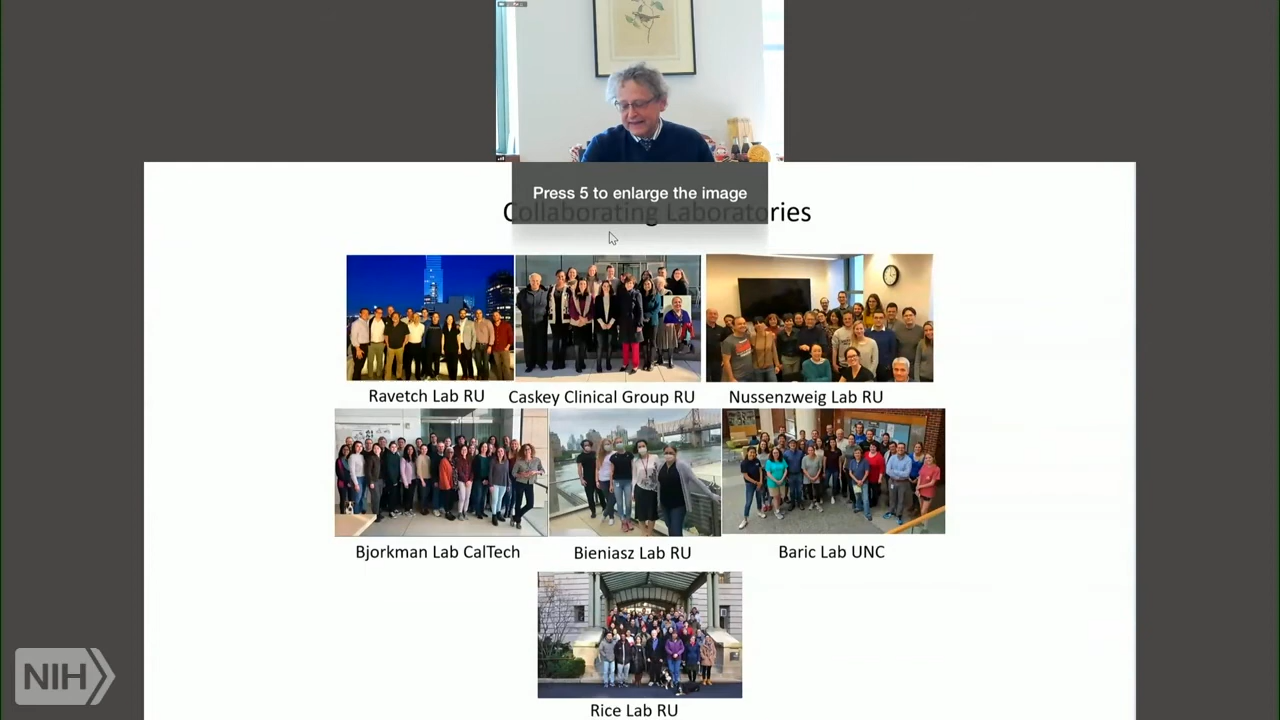 Press 5 to enlarge the image
Collaborating Laboratories
Ravetch Lab RU
Caskey Clinical Group RU
Nussenzweig Lab RU
Bjorkman Lab CalTech
Bieniasz Lab RU
Baric Lab UNC
Rice Lab RU
NIH